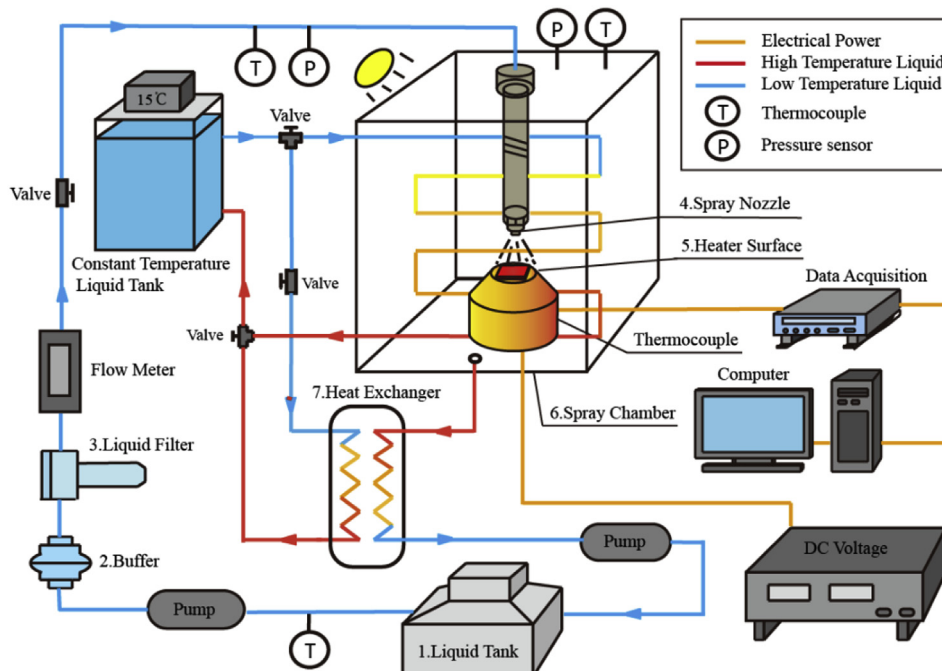 T
P
P
T
Electrical Power
High Temperature Liquid
Low Temperature Liquid
T
Thermocouple
P
Pressure sensor
15℃
Valve
Valve
4.Spray Nozzle
5.Heater Surface
Constant Temperature
Liquid Tank
Valve
Data Acquisition
Valve
Thermocouple
Flow Meter
Computer
7.Heat Exchanger
6.Spray Chamber
3.Liquid Filter
Pump
DC Voltage
2.Buffer
Pump
T
1.Liquid Tank